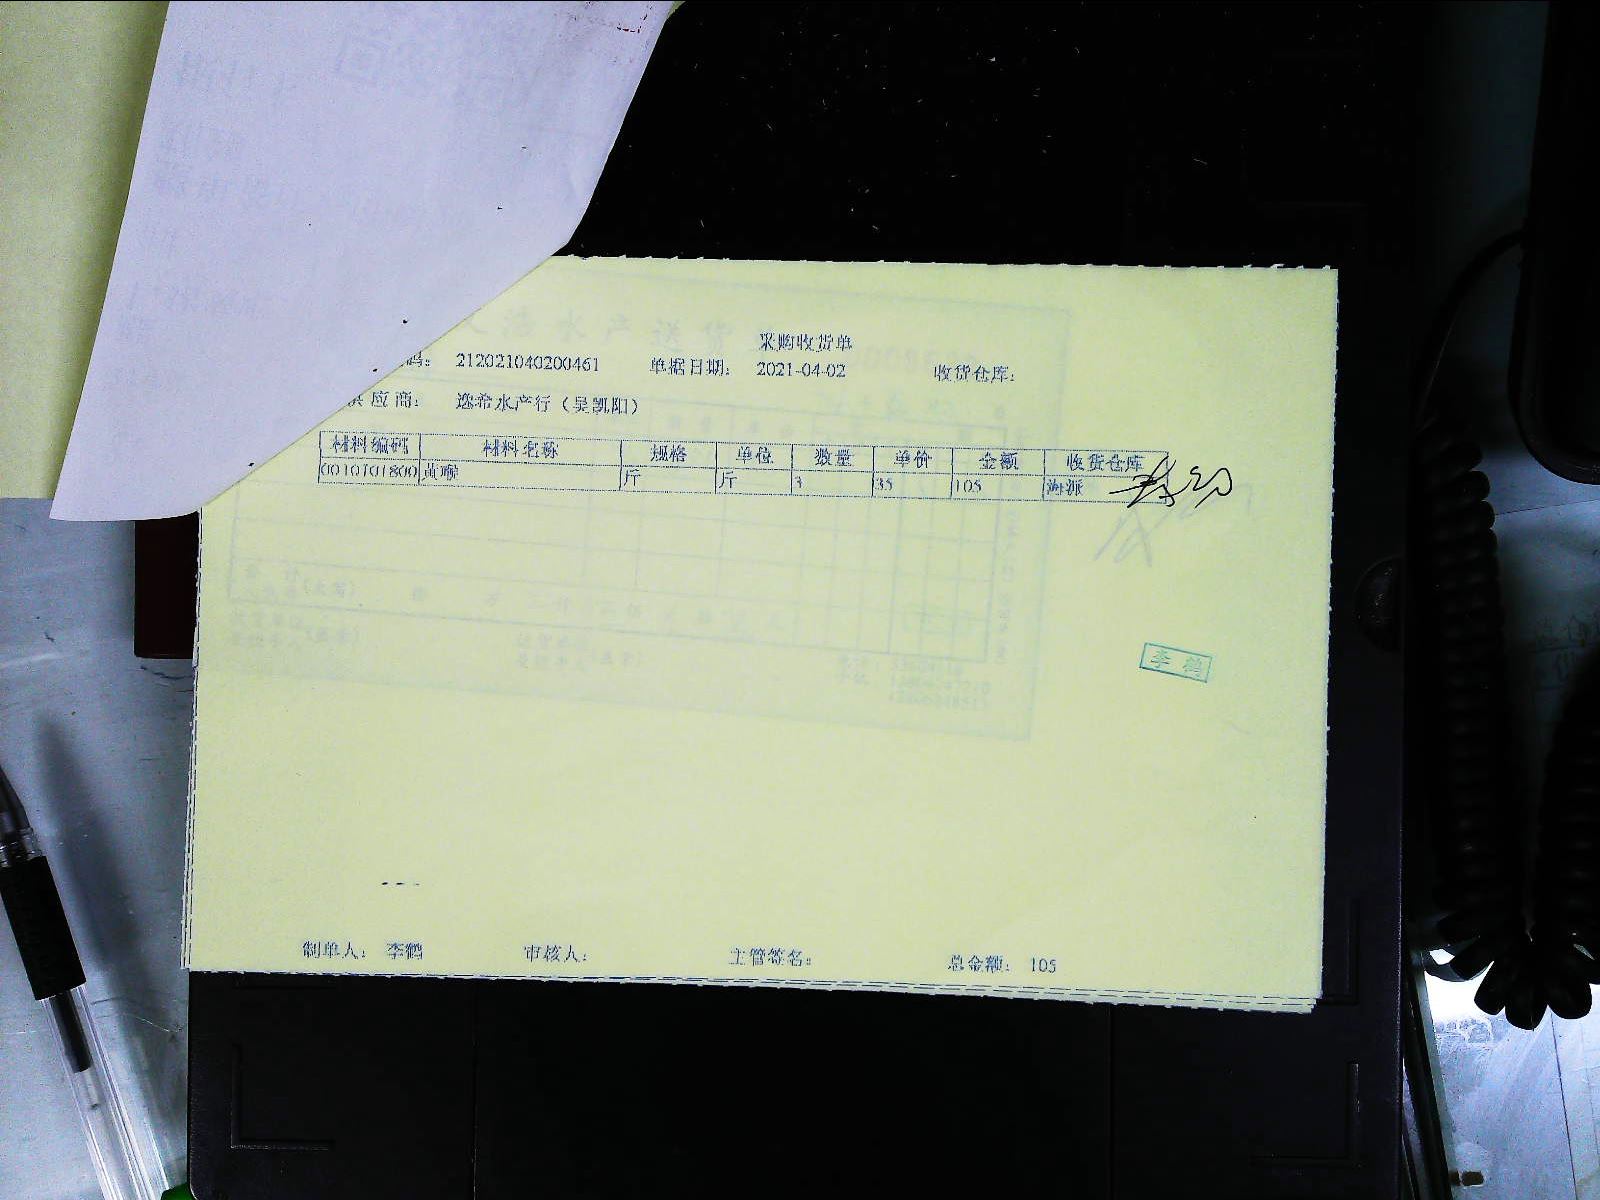 采购收货单
码： 212021040200461 单据日期： 2021-04-02 收货仓库：
供应商： 逸希水产行（吴凯阳）
材料编码 材料名称 规格 单位 数量 单价 金额 收货仓库
0010101800 黄喉 斤 斤 3 35 105 海派
李鹤
制单人： 李鹤 审核人： 主管签名： 总金额： 105